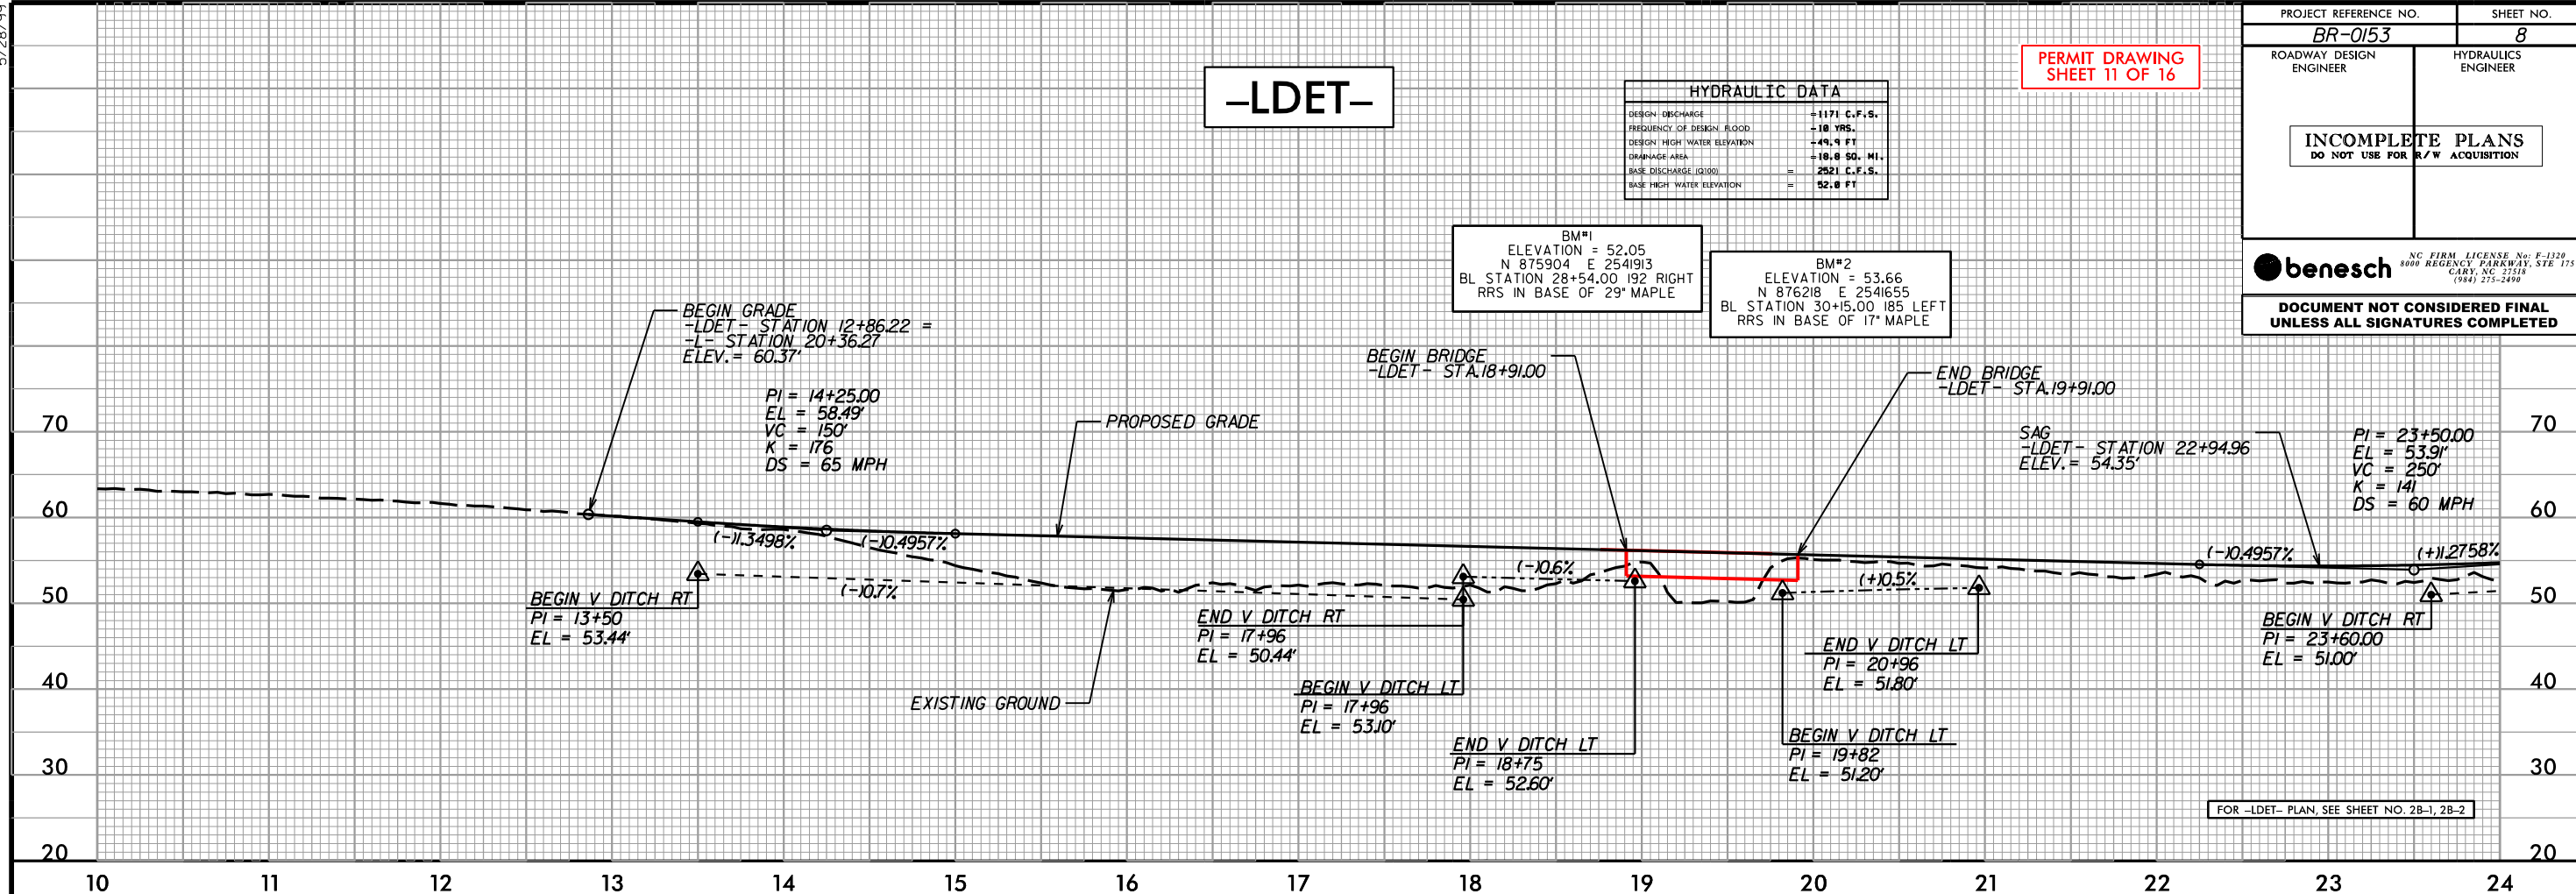 5/28/99
PROJECT REFERENCE NO. SHEET NO.
BR-0153 8
ROADWAY DESIGN ENGINEER
HYDRAULICS ENGINEER
INCOMPLETE PLANS
DO NOT USE FOR R/W ACQUISITION
benesch
NC FIRM LICENSE No: F-1320
8000 REGENCY PARKWAY, STE 175
CARY, NC 27518
(984) 275-2490
DOCUMENT NOT CONSIDERED FINAL
UNLESS ALL SIGNATURES COMPLETED
PERMIT DRAWING
SHEET 11 OF 16
–LDET–
HYDRAULIC DATA
DESIGN DISCHARGE = 1171 C.F.S.
FREQUENCY OF DESIGN FLOOD = 10 YRS.
DESIGN HIGH WATER ELEVATION = 49.9 FT
DRAINAGE AREA = 18.8 SQ. MI.
BASE DISCHARGE (Q100) = 2521 C.F.S.
BASE HIGH WATER ELEVATION = 52.0 FT
BM#1
ELEVATION = 52.05
N 875904 E 2541913
BL STATION 28+54.00 192 RIGHT
RRS IN BASE OF 29" MAPLE
BM#2
ELEVATION = 53.66
N 876218 E 2541655
BL STATION 30+15.00 185 LEFT
RRS IN BASE OF 17" MAPLE
BEGIN GRADE
-LDET- STATION 12+86.22 =
-L- STATION 20+36.27
ELEV.= 60.37'
PI = 14+25.00
EL = 58.49'
VC = 150'
K = 176
DS = 65 MPH
PROPOSED GRADE
BEGIN BRIDGE
-LDET- STA.18+91.00
END BRIDGE
-LDET- STA.19+91.00
SAG
-LDET- STATION 22+94.96
ELEV.= 54.35'
PI = 23+50.00
EL = 53.91'
VC = 250'
K = 141
DS = 60 MPH
70 70
60 60
50 50
40 40
30 30
20 20
(-)1.3498%
(-)0.4957%
(-)0.7%
(-)0.6%
(+)0.5%
(-)0.4957%
(+)1.2758%
BEGIN V DITCH RT
PI = 13+50
EL = 53.44'
END V DITCH RT
PI = 17+96
EL = 50.44'
EXISTING GROUND
BEGIN V DITCH LT
PI = 17+96
EL = 53.10'
END V DITCH LT
PI = 18+75
EL = 52.60'
END V DITCH LT
PI = 20+96
EL = 51.80'
BEGIN V DITCH LT
PI = 19+82
EL = 51.20'
BEGIN V DITCH RT
PI = 23+60.00
EL = 51.00'
FOR –LDET– PLAN, SEE SHEET NO. 2B–1, 2B–2
10 11 12 13 14 15 16 17 18 19 20 21 22 23 24